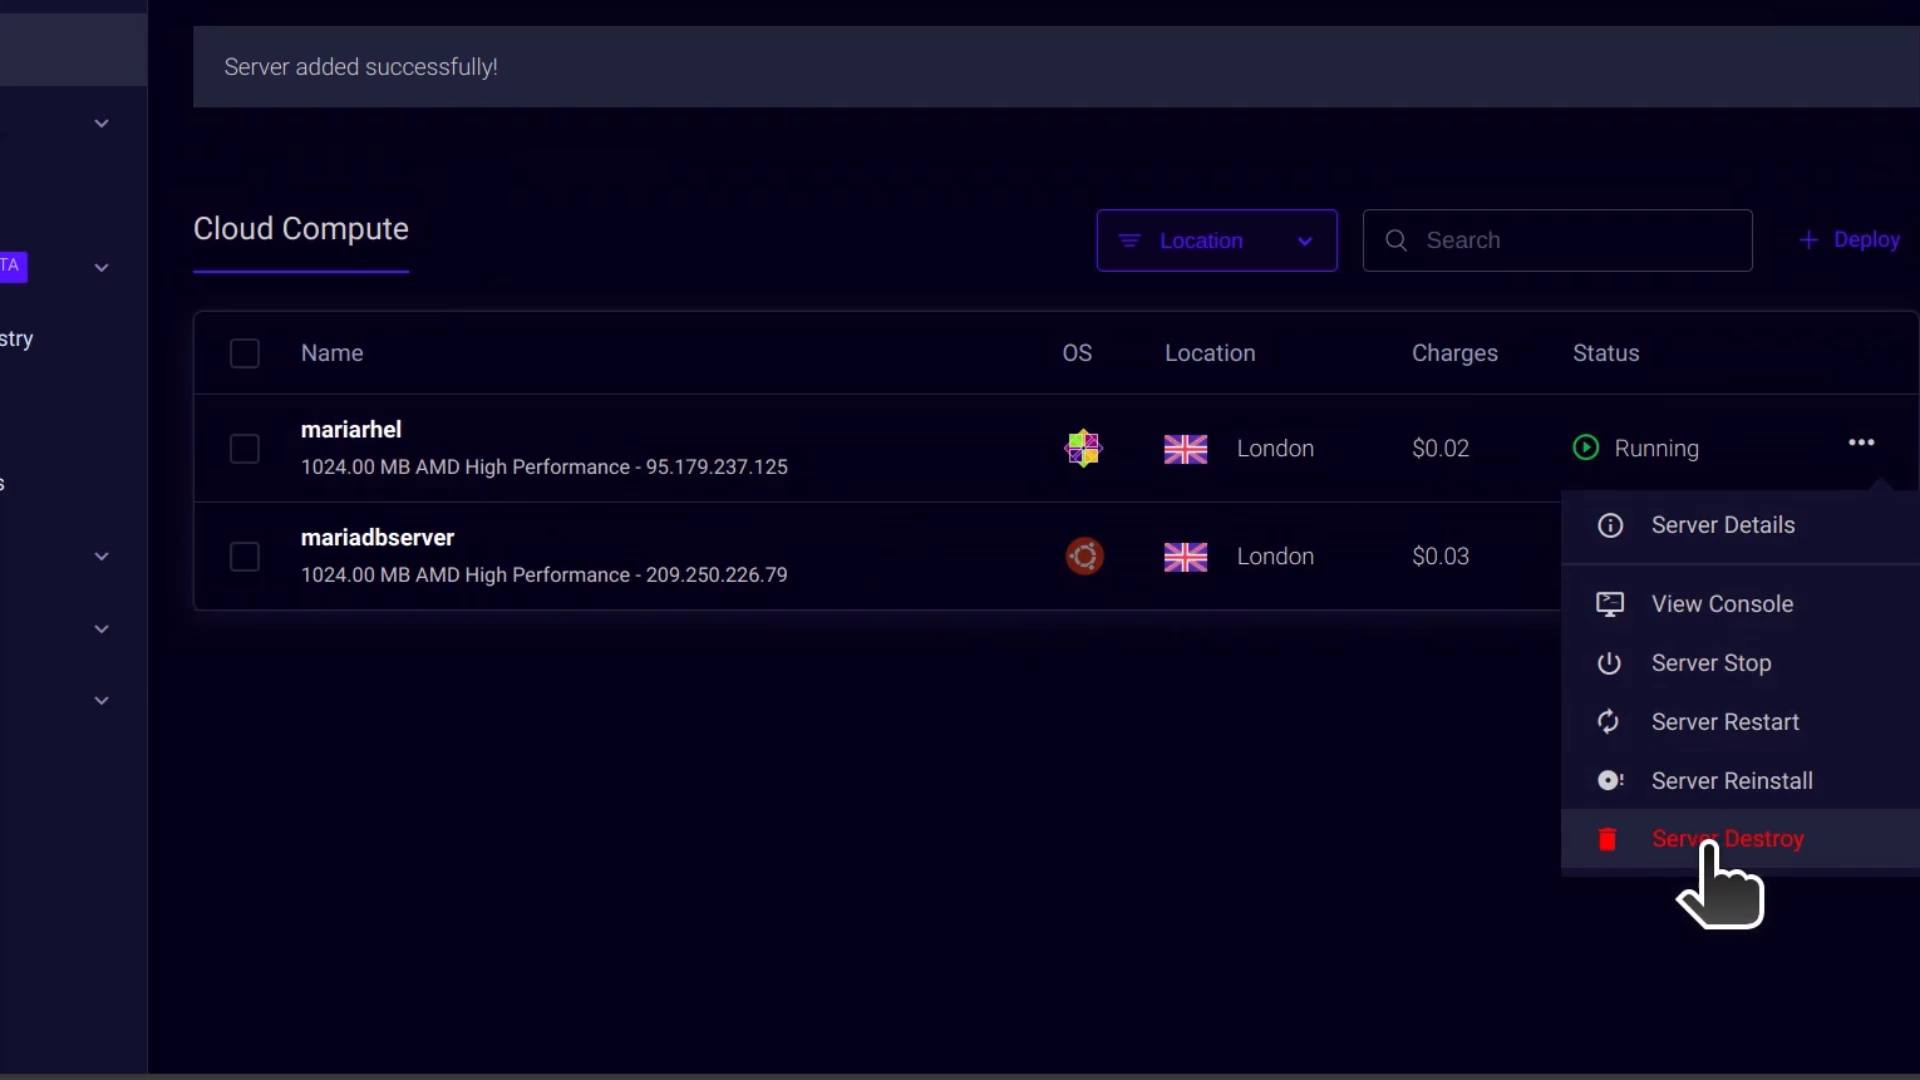 Server added successfully!
Cloud Compute
Location
Search
+ Deploy
TA
stry
s
Name
OS
Location
Charges
Status
mariarhel
1024.00 MB AMD High Performance - 95.179.237.125
London
$0.02
Running
mariadbserver
1024.00 MB AMD High Performance - 209.250.226.79
London
$0.03
Server Details
View Console
Server Stop
Server Restart
Server Reinstall
Server Destroy